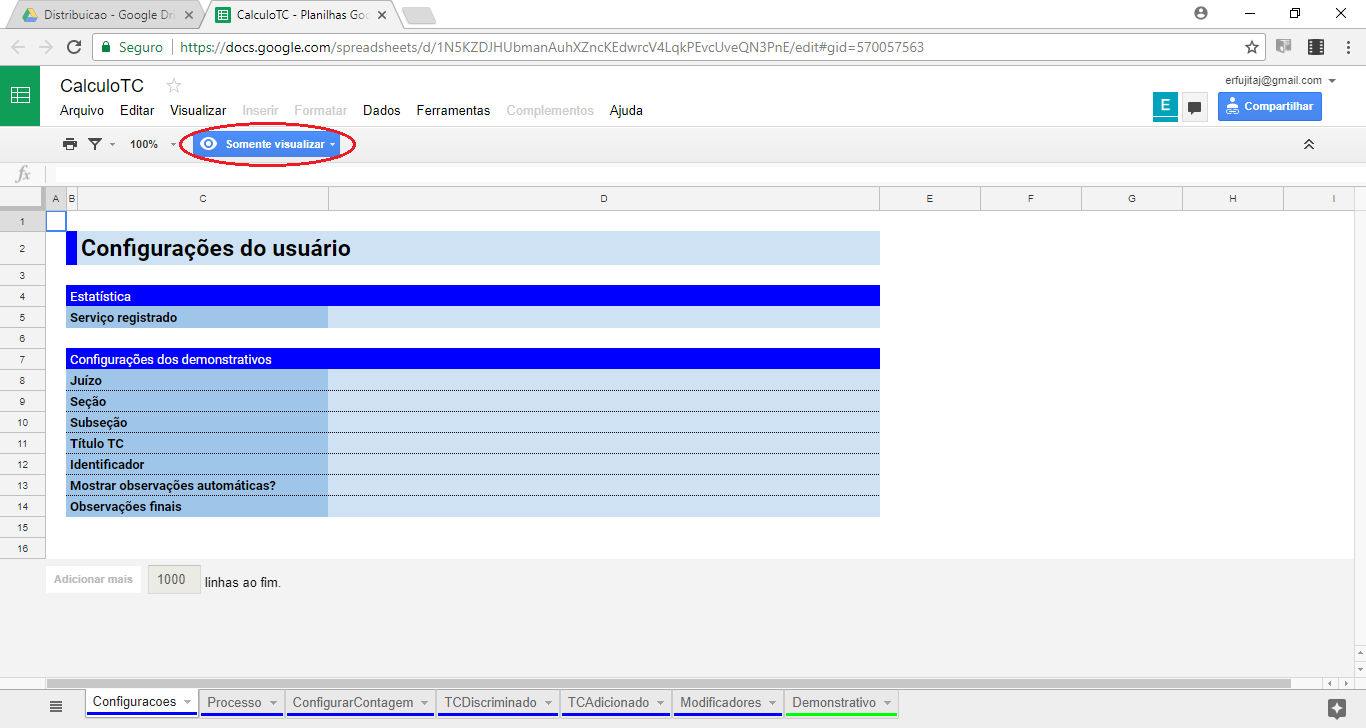 Distribuicao - Google Dr
CalculoTC - Planilhas Goo
Seguro
https://docs.google.com/spreadsheets/d/1N5KZDJHUbmanAuhXZncKEdwrcV4LqkPEvcUveQN3PnE/edit#gid=570057563
CalculoTC
erfujitaj@gmail.com
Arquivo Editar Visualizar Inserir Formatar Dados Ferramentas Complementos Ajuda
E
Compartilhar
100% Somente visualizar
fx
A B C D E F G H I
1
2 Configurações do usuário
3
4 Estatística
5 Serviço registrado
6
7 Configurações dos demonstrativos
8 Juízo
9 Seção
10 Subseção
11 Título TC
12 Identificador
13 Mostrar observações automáticas?
14 Observações finais
15
16
Adicionar mais 1000 linhas ao fim.
Configuracoes Processo ConfigurarContagem TCDiscriminado TCAdicionado Modificadores Demonstrativo